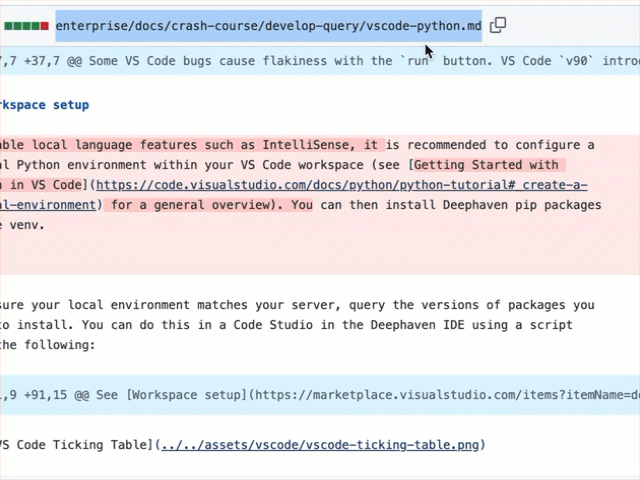 enterprise/docs/crash-course/develop-query/vscode-python.md
,7 +37,7 @@ Some VS Code bugs cause flakiness with the `run` button. VS Code `v90` introd
rkspace setup
able local language features such as IntelliSense, it is recommended to configure a
al Python environment within your VS Code workspace (see [Getting Started with
n in VS Code](https://code.visualstudio.com/docs/python/python-tutorial#_create-a-
al-environment) for a general overview). You can then install Deephaven pip packages
e venv.
sure your local environment matches your server, query the versions of packages you
to install. You can do this in a Code Studio in the Deephaven IDE using a script
the following:
,9 +91,15 @@ See [Workspace setup](https://marketplace.visualstudio.com/items?itemName=de
VS Code Ticking Table](../../assets/vscode/vscode-ticking-table.png)